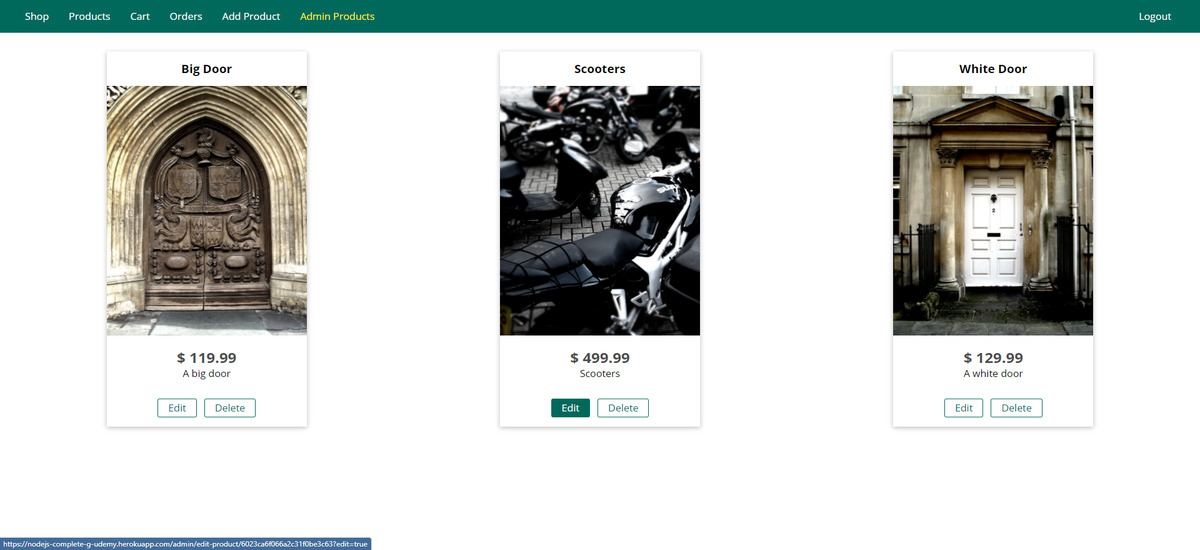 Shop Products Cart Orders Add Product Admin Products Logout
Big Door
Scooters
White Door
2
$ 119.99
A big door
Edit Delete
$ 499.99
Scooters
Edit Delete
$ 129.99
A white door
Edit Delete
https://nodejs-complete-g-udemy.herokuapp.com/admin/edit-product/6023ca6f066a2c31f0be3c63?edit=true